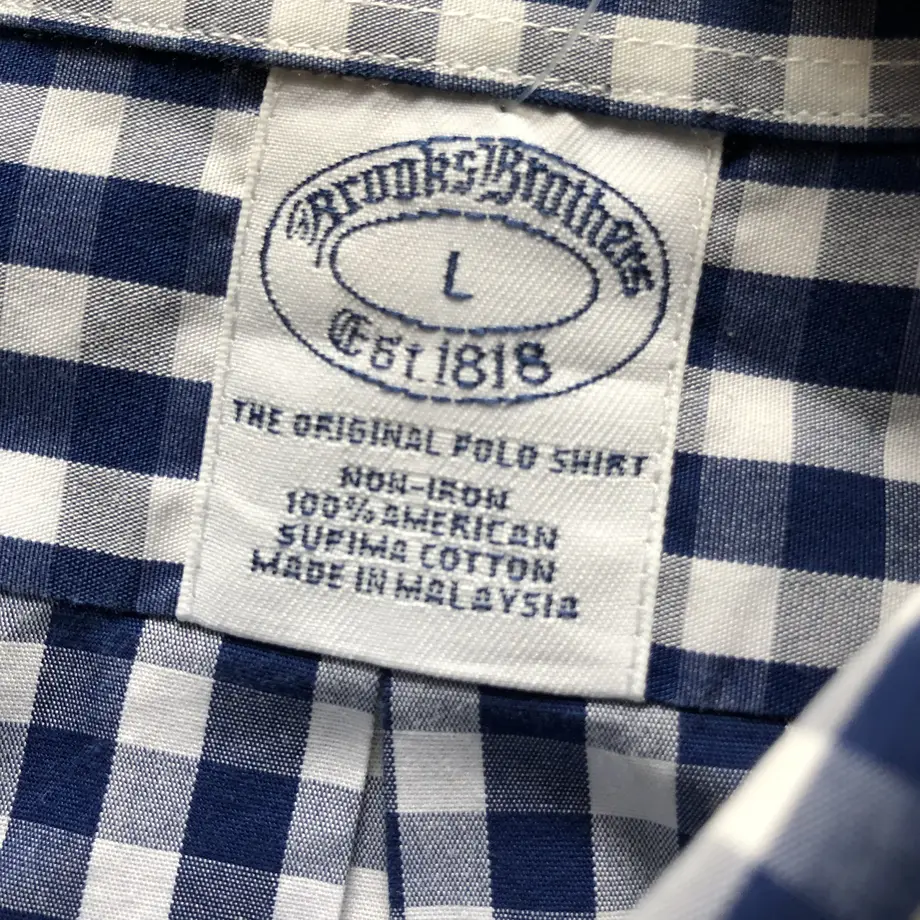 Brooks Brothers
L
Est. 1818
THE ORIGINAL POLO SHIRT
NON-IRON
100% AMERICAN
SUPIMA COTTON
MADE IN MALAYSIA